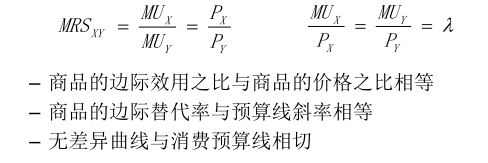 MRS_XY = MU_X / MU_Y = P_X / P_Y    MU_X / P_X = MU_Y / P_Y = λ
– 商品的边际效用之比与商品的价格之比相等
– 商品的边际替代率与预算线斜率相等
– 无差异曲线与消费预算线相切